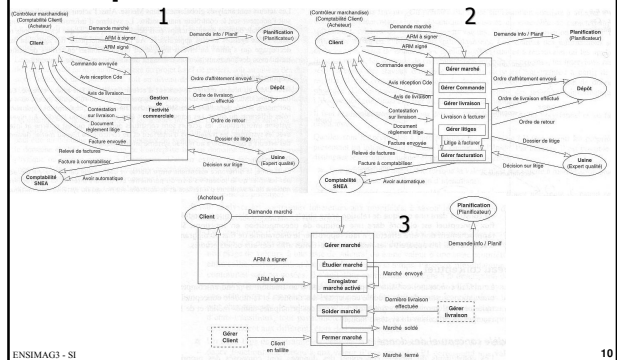 1
(Contrôleur marchandise)
(Comptabilité Client)
(Acheteur)
Client
Demande marché
ARM à signer
ARM signé
Commande envoyée
Avis réception Cde
Avis de livraison
Contestation
sur livraison
Document
règlement litige
Facture envoyée
Relevé de factures
Facture à comptabiliser
Avoir automatique
Comptabilité
SNEA
Gestion
de
l'activité
commerciale
Demande info / Planif
Planification
(Planificateur)
Ordre d'affrètement envoyé
Ordre de livraison
effectué
Dépôt
Ordre de retour
Dossier de litige
Décision sur litige
Usine
(Expert qualité)
2
(Contrôleur marchandise)
(Comptabilité Client)
(Acheteur)
Client
Demande marché
ARM à signer
ARM signé
Commande envoyée
Avis réception Cde
Avis de livraison
Contestation
sur livraison
Document
règlement litige
Facture envoyée
Relevé de factures
Facture à comptabiliser
Avoir automatique
Comptabilité
SNEA
Gérer marché
Gérer Commande
Gérer livraison
Livraison à facturer
Gérer litiges
Litige à facturer
Gérer facturation
Demande info / Planif
Planification
(Planificateur)
Ordre d'affrètement envoyé
Ordre de livraison effectué
Dépôt
Ordre de retour
Dossier de litige
Décision sur litige
Usine
(Expert qualité)
3
(Acheteur)
Client
Demande marché
ARM à signer
ARM signé
Gérer marché
Étudier marché
Enregistrer
marché activé
Solder marché
Fermer marché
Planification
(Planificateur)
Demande info / Planif
Marché envoyé
Dernière livraison
effectuée
Gérer
livraison
Marché soldé
Gérer
Client
Client
en faillite
Marché fermé
ENSIMAG3 - SI
10